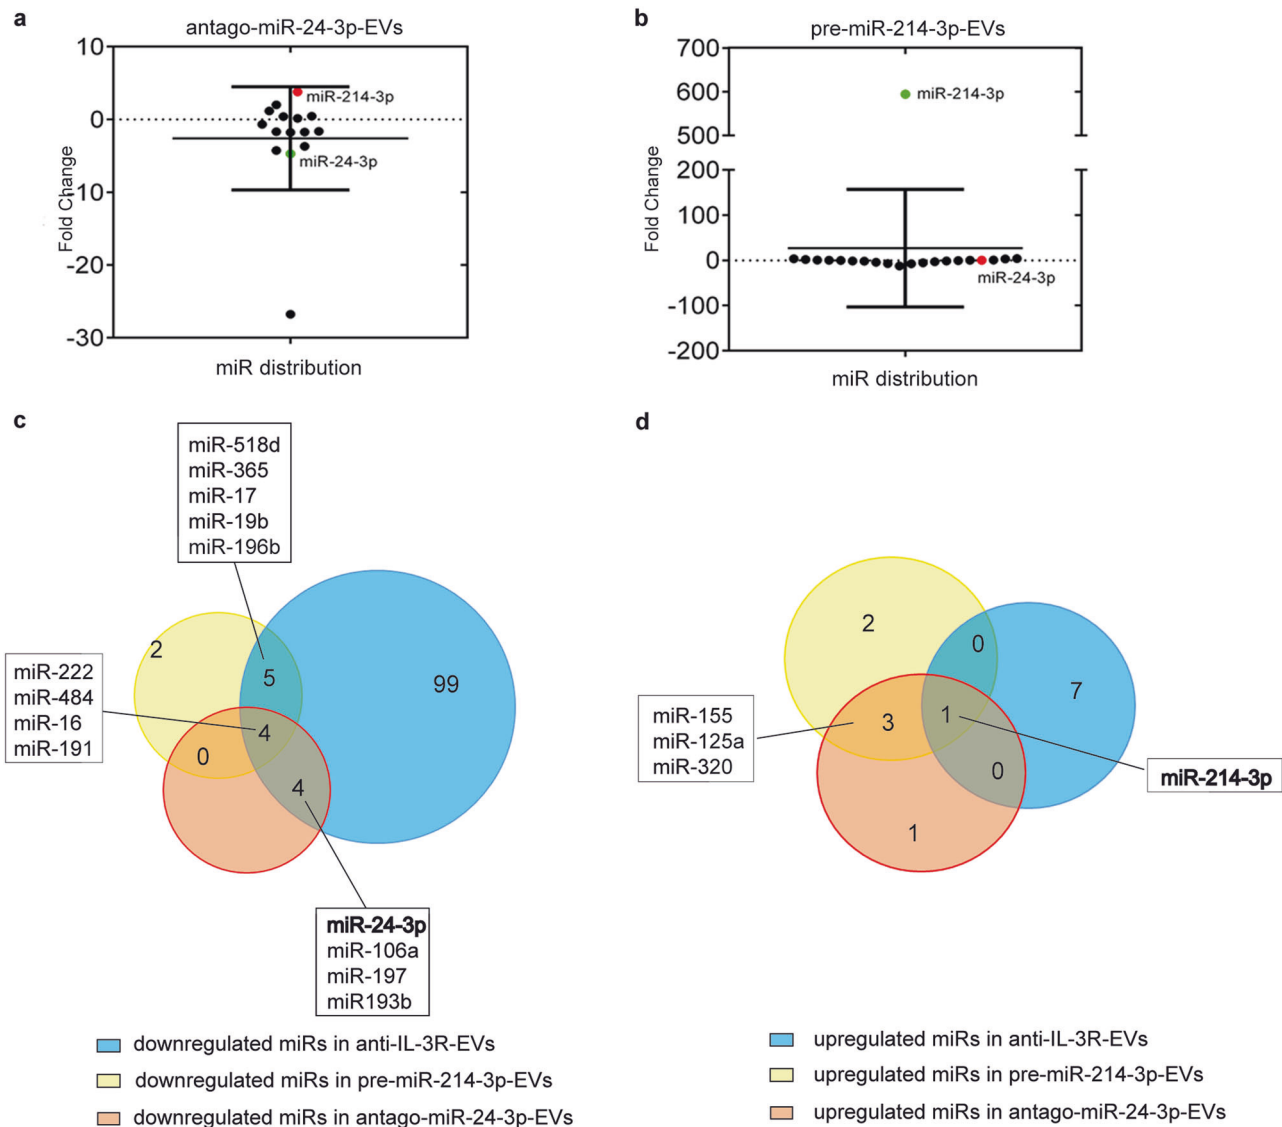 a
antago-miR-24-3p-EVs
10
0
-10
-20
-30
Fold Change
miR-214-3p
miR-24-3p
miR distribution
b
pre-miR-214-3p-EVs
700
600
500
200
100
0
-100
-200
Fold Change
miR-214-3p
miR-24-3p
miR distribution
c
miR-518d
miR-365
miR-17
miR-19b
miR-196b
2
5
99
miR-222
miR-484
miR-16
miR-191
4
0
4
miR-24-3p
miR-106a
miR-197
miR193b
downregulated miRs in anti-IL-3R-EVs
downregulated miRs in pre-miR-214-3p-EVs
downregulated miRs in antago-miR-24-3p-EVs
d
2
0
7
miR-155
miR-125a
miR-320
3
1
0
miR-214-3p
1
upregulated miRs in anti-IL-3R-EVs
upregulated miRs in pre-miR-214-3p-EVs
upregulated miRs in antago-miR-24-3p-EVs